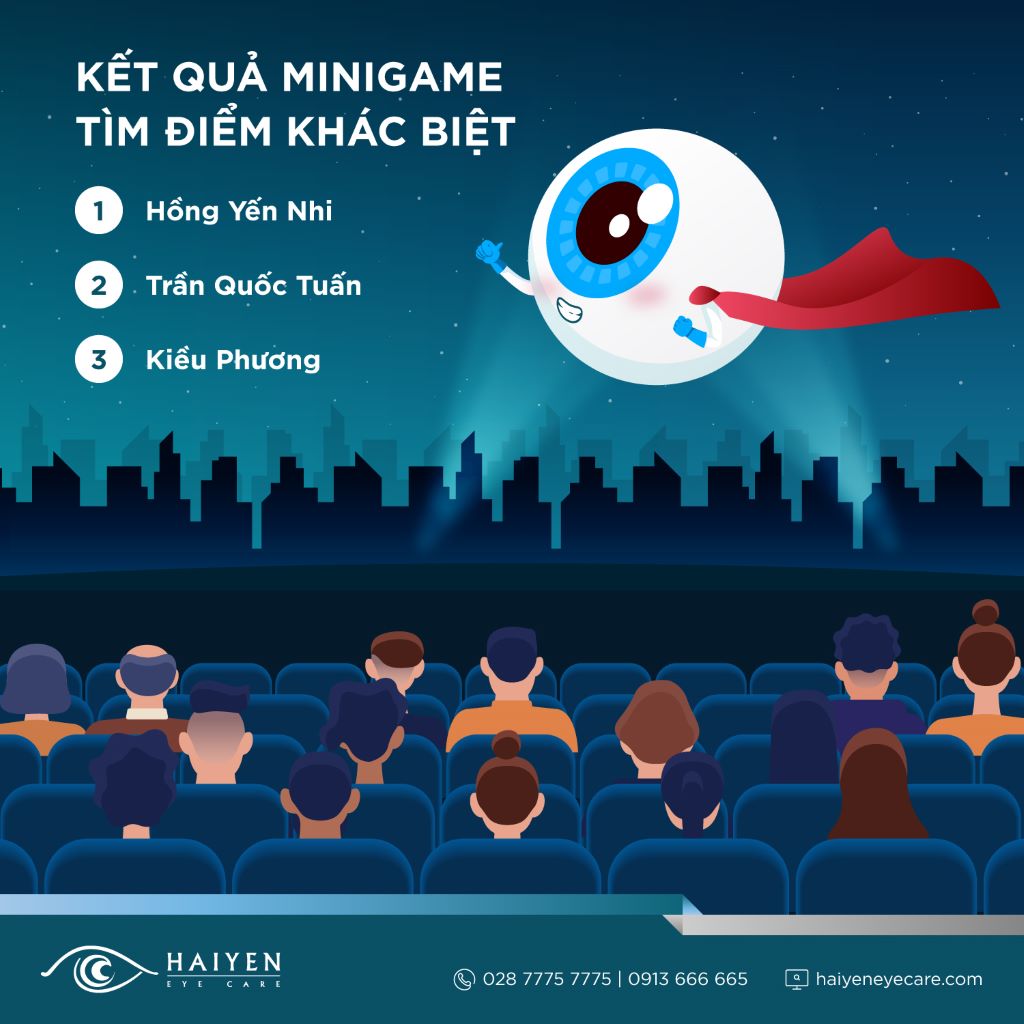 KẾT QUẢ MINIGAME
TÌM ĐIỂM KHÁC BIỆT
1 Hồng Yến Nhi
2 Trần Quốc Tuấn
3 Kiều Phương
HAIYEN
EYE CARE
028 7775 7775 | 0913 666 665
haiyeneyecare.com